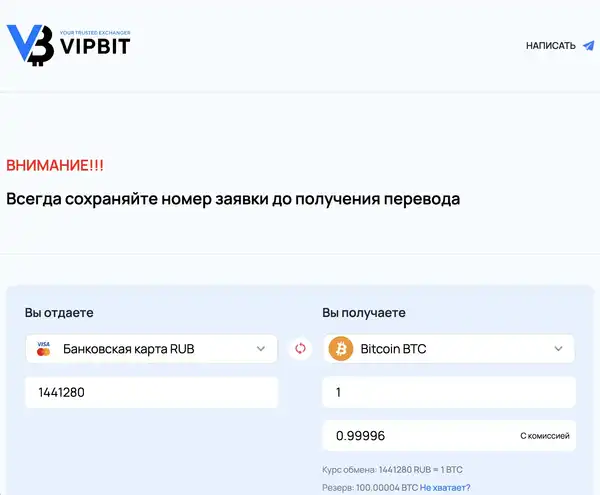 YOUR TRUSTED EXCHANGER
VIPBIT
НАПИСАТЬ
ВНИМАНИЕ!!!
Всегда сохраняйте номер заявки до получения перевода
Вы отдаете
Вы получаете
VISA Банковская карта RUB
Bitcoin BTC
1441280
1
0.99996 С комиссией
Курс обмена: 1441280 RUB = 1 BTC
Резерв: 100.00004 BTC Не хватает?